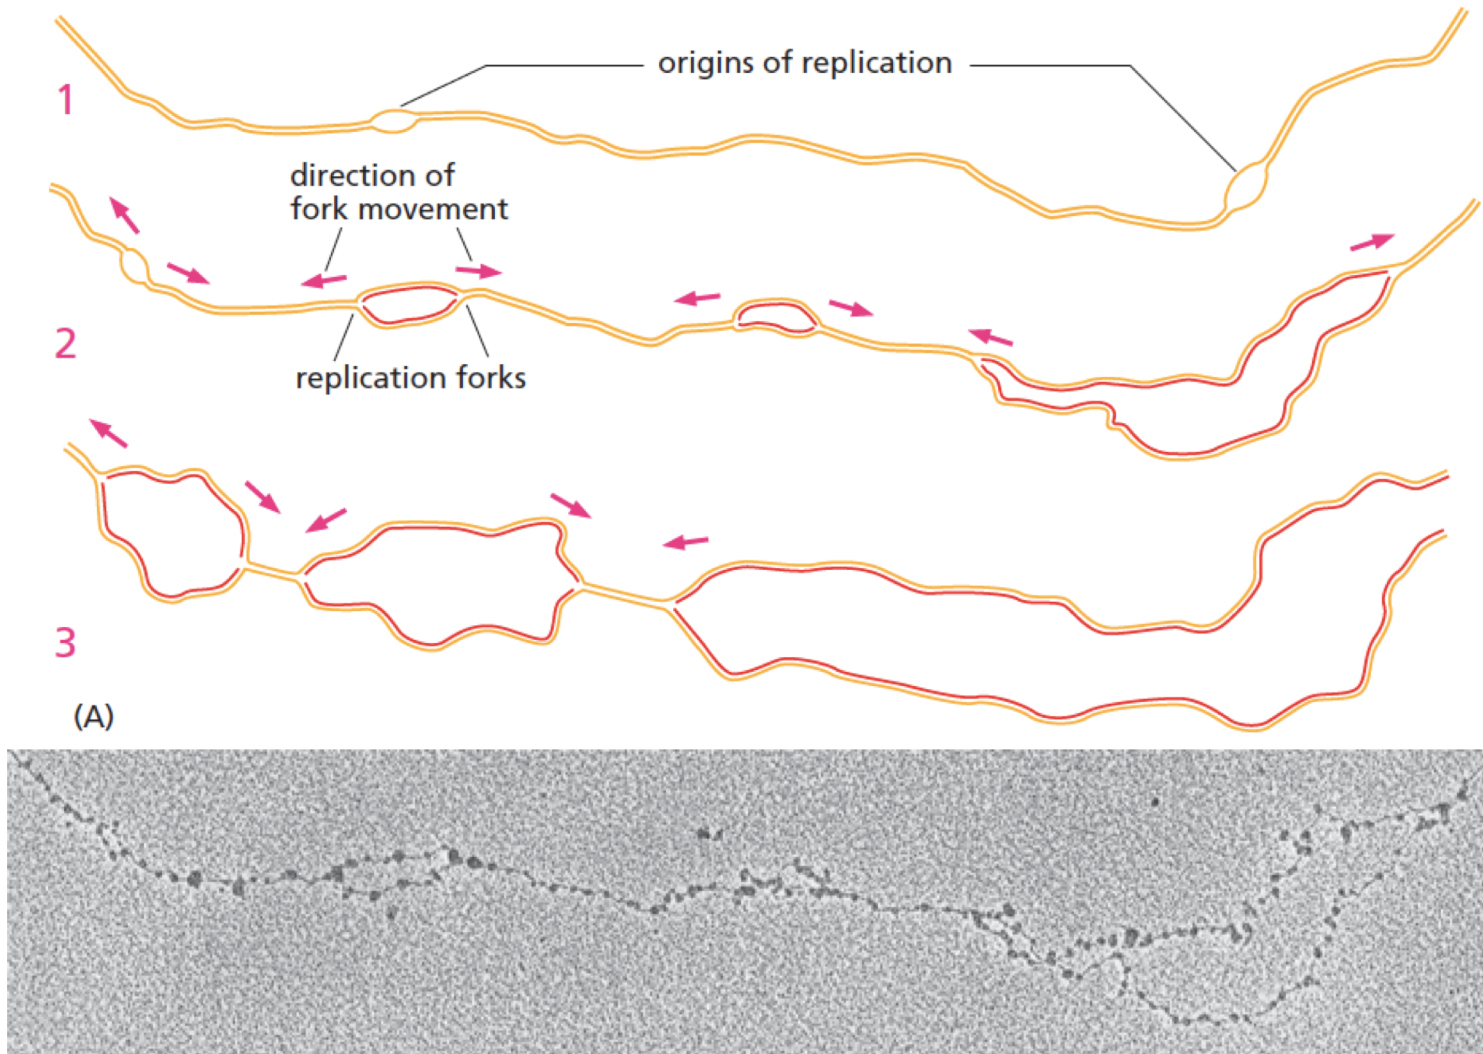 origins of replication
1
direction of
fork movement
2
replication forks
3
(A)